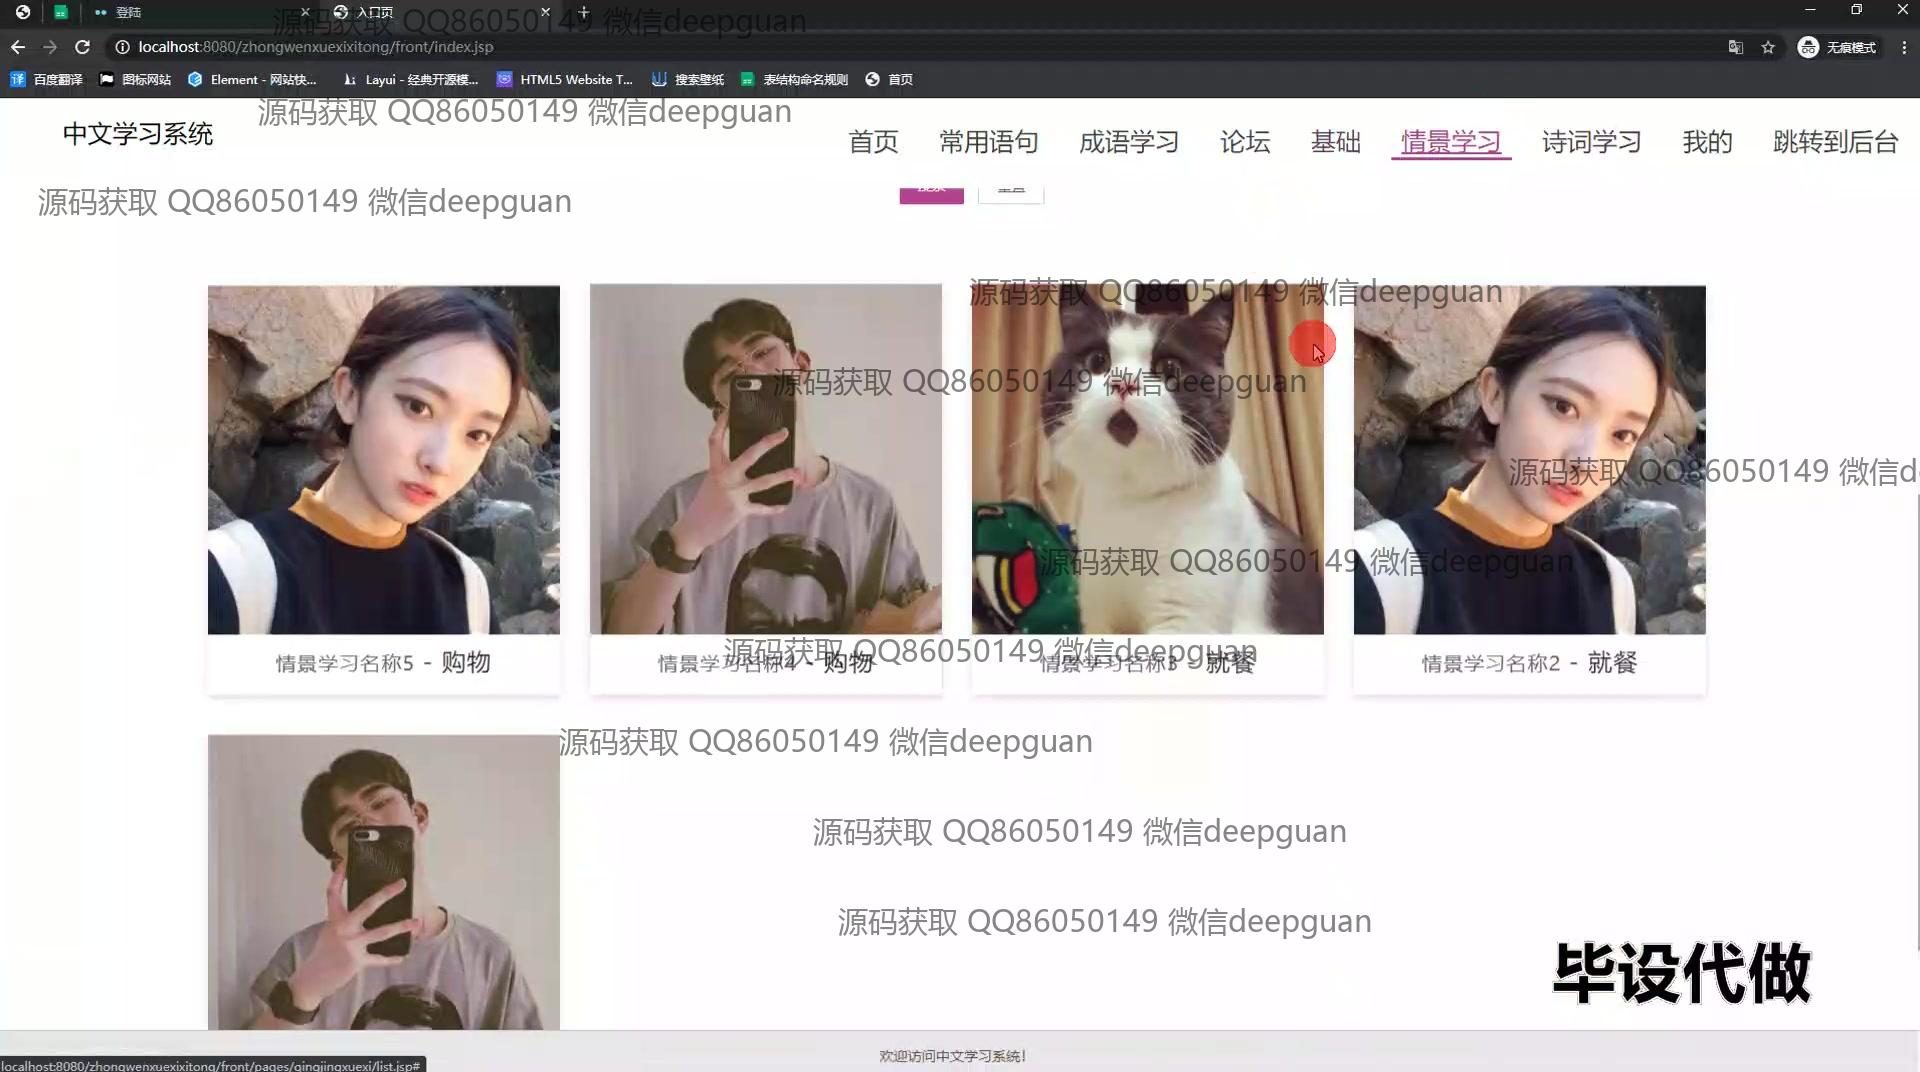 登陆
入口页
源码获取 QQ86050149 微信deepguan
localhost:8080/zhongwenxuexixitong/front/index.jsp
无痕模式
百度翻译
图标网站
Element - 网站快...
Layui - 经典开源模...
HTML5 Website T...
搜索壁纸
表结构命名规则
首页
源码获取 QQ86050149 微信deepguan
中文学习系统
首页
常用语句
成语学习
论坛
基础
情景学习
诗词学习
我的
跳转到后台
源码获取 QQ86050149 微信deepguan
源码获取 QQ86050149 微信deepguan
源码获取 QQ86050149 微信deepguan
源码获取 QQ86050149 微信de
源码获取 QQ86050149 微信deepguan
源码获取 QQ86050149 微信deepguan
情景学习名称5 - 购物
情景学习名称4 - 购物
情景学习名称3 - 就餐
情景学习名称2 - 就餐
源码获取 QQ86050149 微信deepguan
源码获取 QQ86050149 微信deepguan
源码获取 QQ86050149 微信deepguan
毕设代做
欢迎访问中文学习系统!
localhost:8080/zhongwenxuexixitong/front/pages/qingjingxuexi/list.jsp#